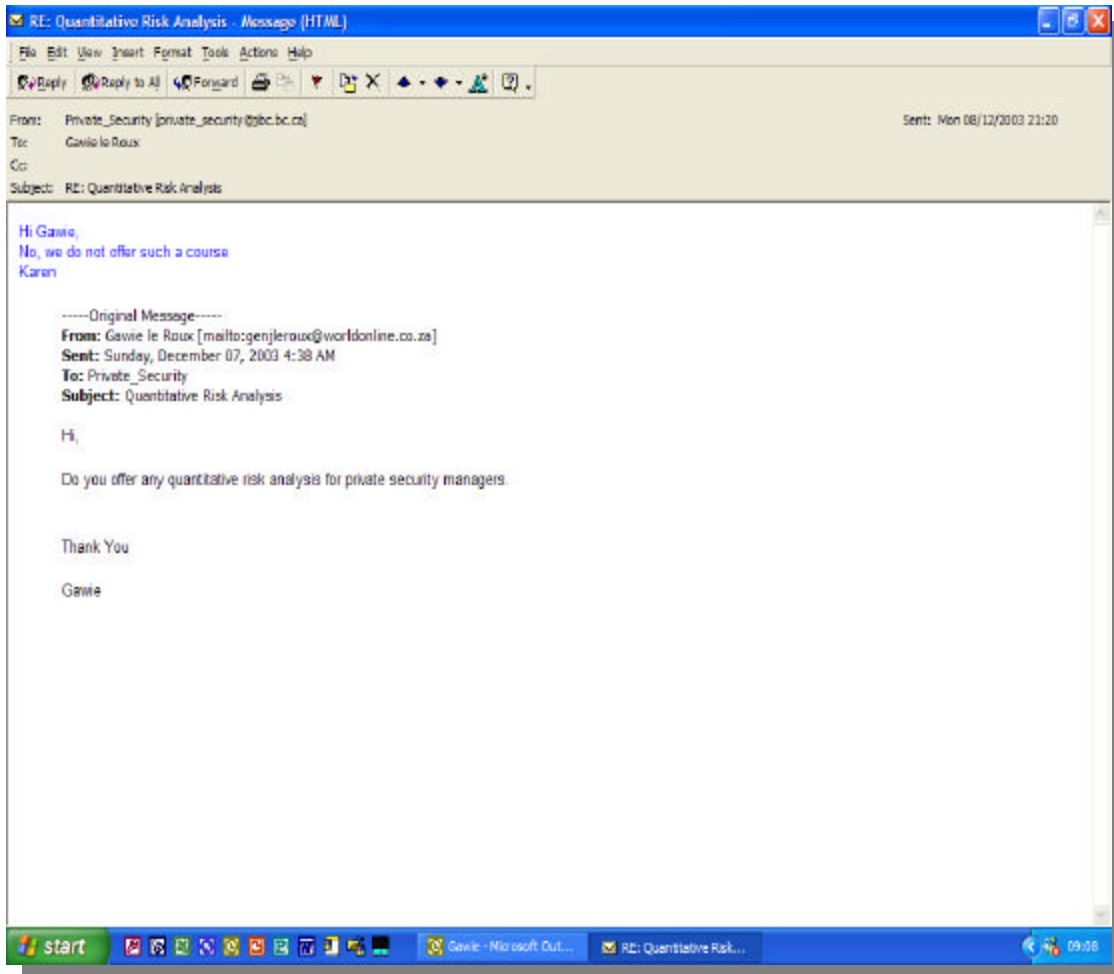 RE: Quantitative Risk Analysis - Message (HTML)
File Edit View Insert Format Tools Actions Help
Reply Reply to All Forward
From: Private_Security [private_security@jibc.bc.ca] Sent: Mon 08/12/2003 21:20
To: Gawie le Roux
Cc:
Subject: RE: Quantitative Risk Analysis
Hi Gawie,
No, we do not offer such a course
Karen
-----Original Message-----
From: Gawie le Roux [mailto:genjleroux@worldonline.co.za]
Sent: Sunday, December 07, 2003 4:38 AM
To: Private_Security
Subject: Quantitative Risk Analysis
Hi,
Do you offer any quantitative risk analysis for private security managers.
Thank You
Gawie
start Gawie - Microsoft Out... RE: Quantitative Risk... 09:08